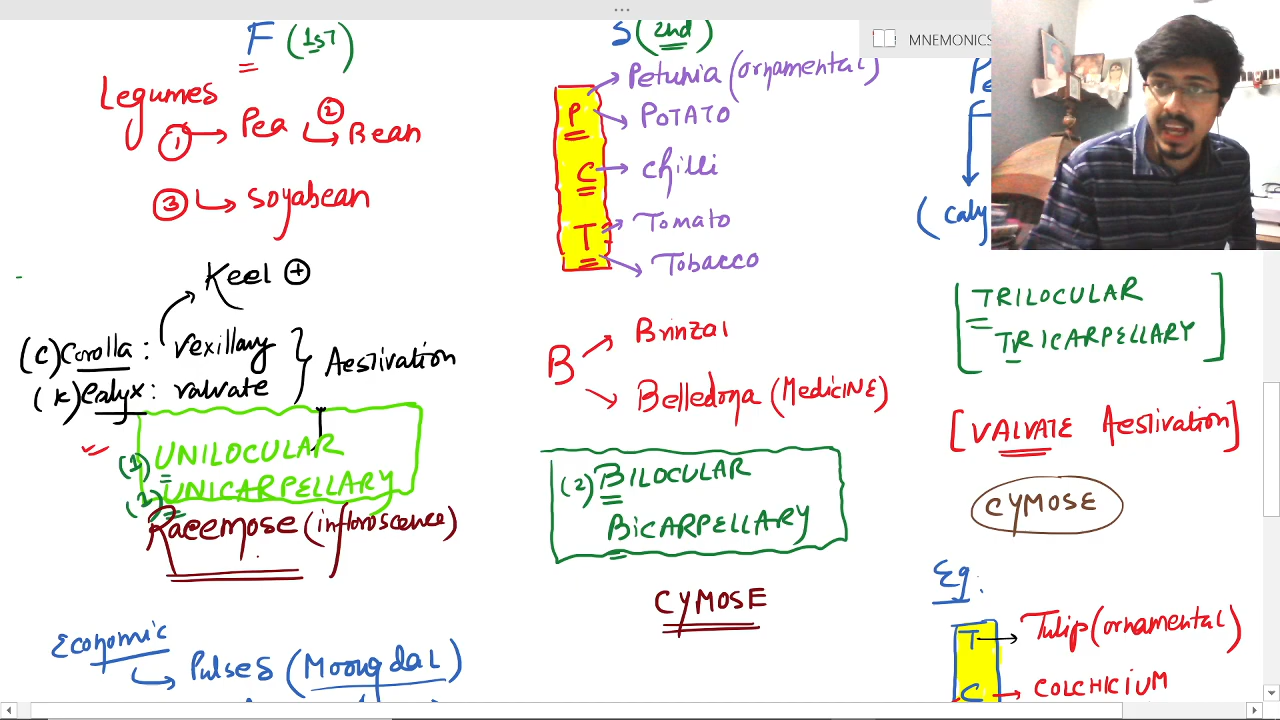 F (1st)
Legumes
① → Pea ② ↳ Bean
③ ↳ Soyabean
Keel ⊕
(C) Corolla : Vexillary
(K) Calyx : valvate
Aestivation
(1) UNILOCULAR
(2) UNICARPELLARY
Racemose (infloroscence)
Economic
↳ Pulses (Moong dal)
S (2nd)
P → Petunia (ornamental)
→ POTATO
C → chilli
T → Tomato
→ Tobacco
B → Brinzal
→ Belledona (MedicINE)
(2) BILOCULAR
BiCARPELLARY
CYMOSE
MNEMONICS
(Caly
[TRILOCULAR
TRICARPELLARY]
[VALVATE Aestivation]
CYMOSE
Eg.
T → Tulip (ornamental)
C → COLCHICIUM